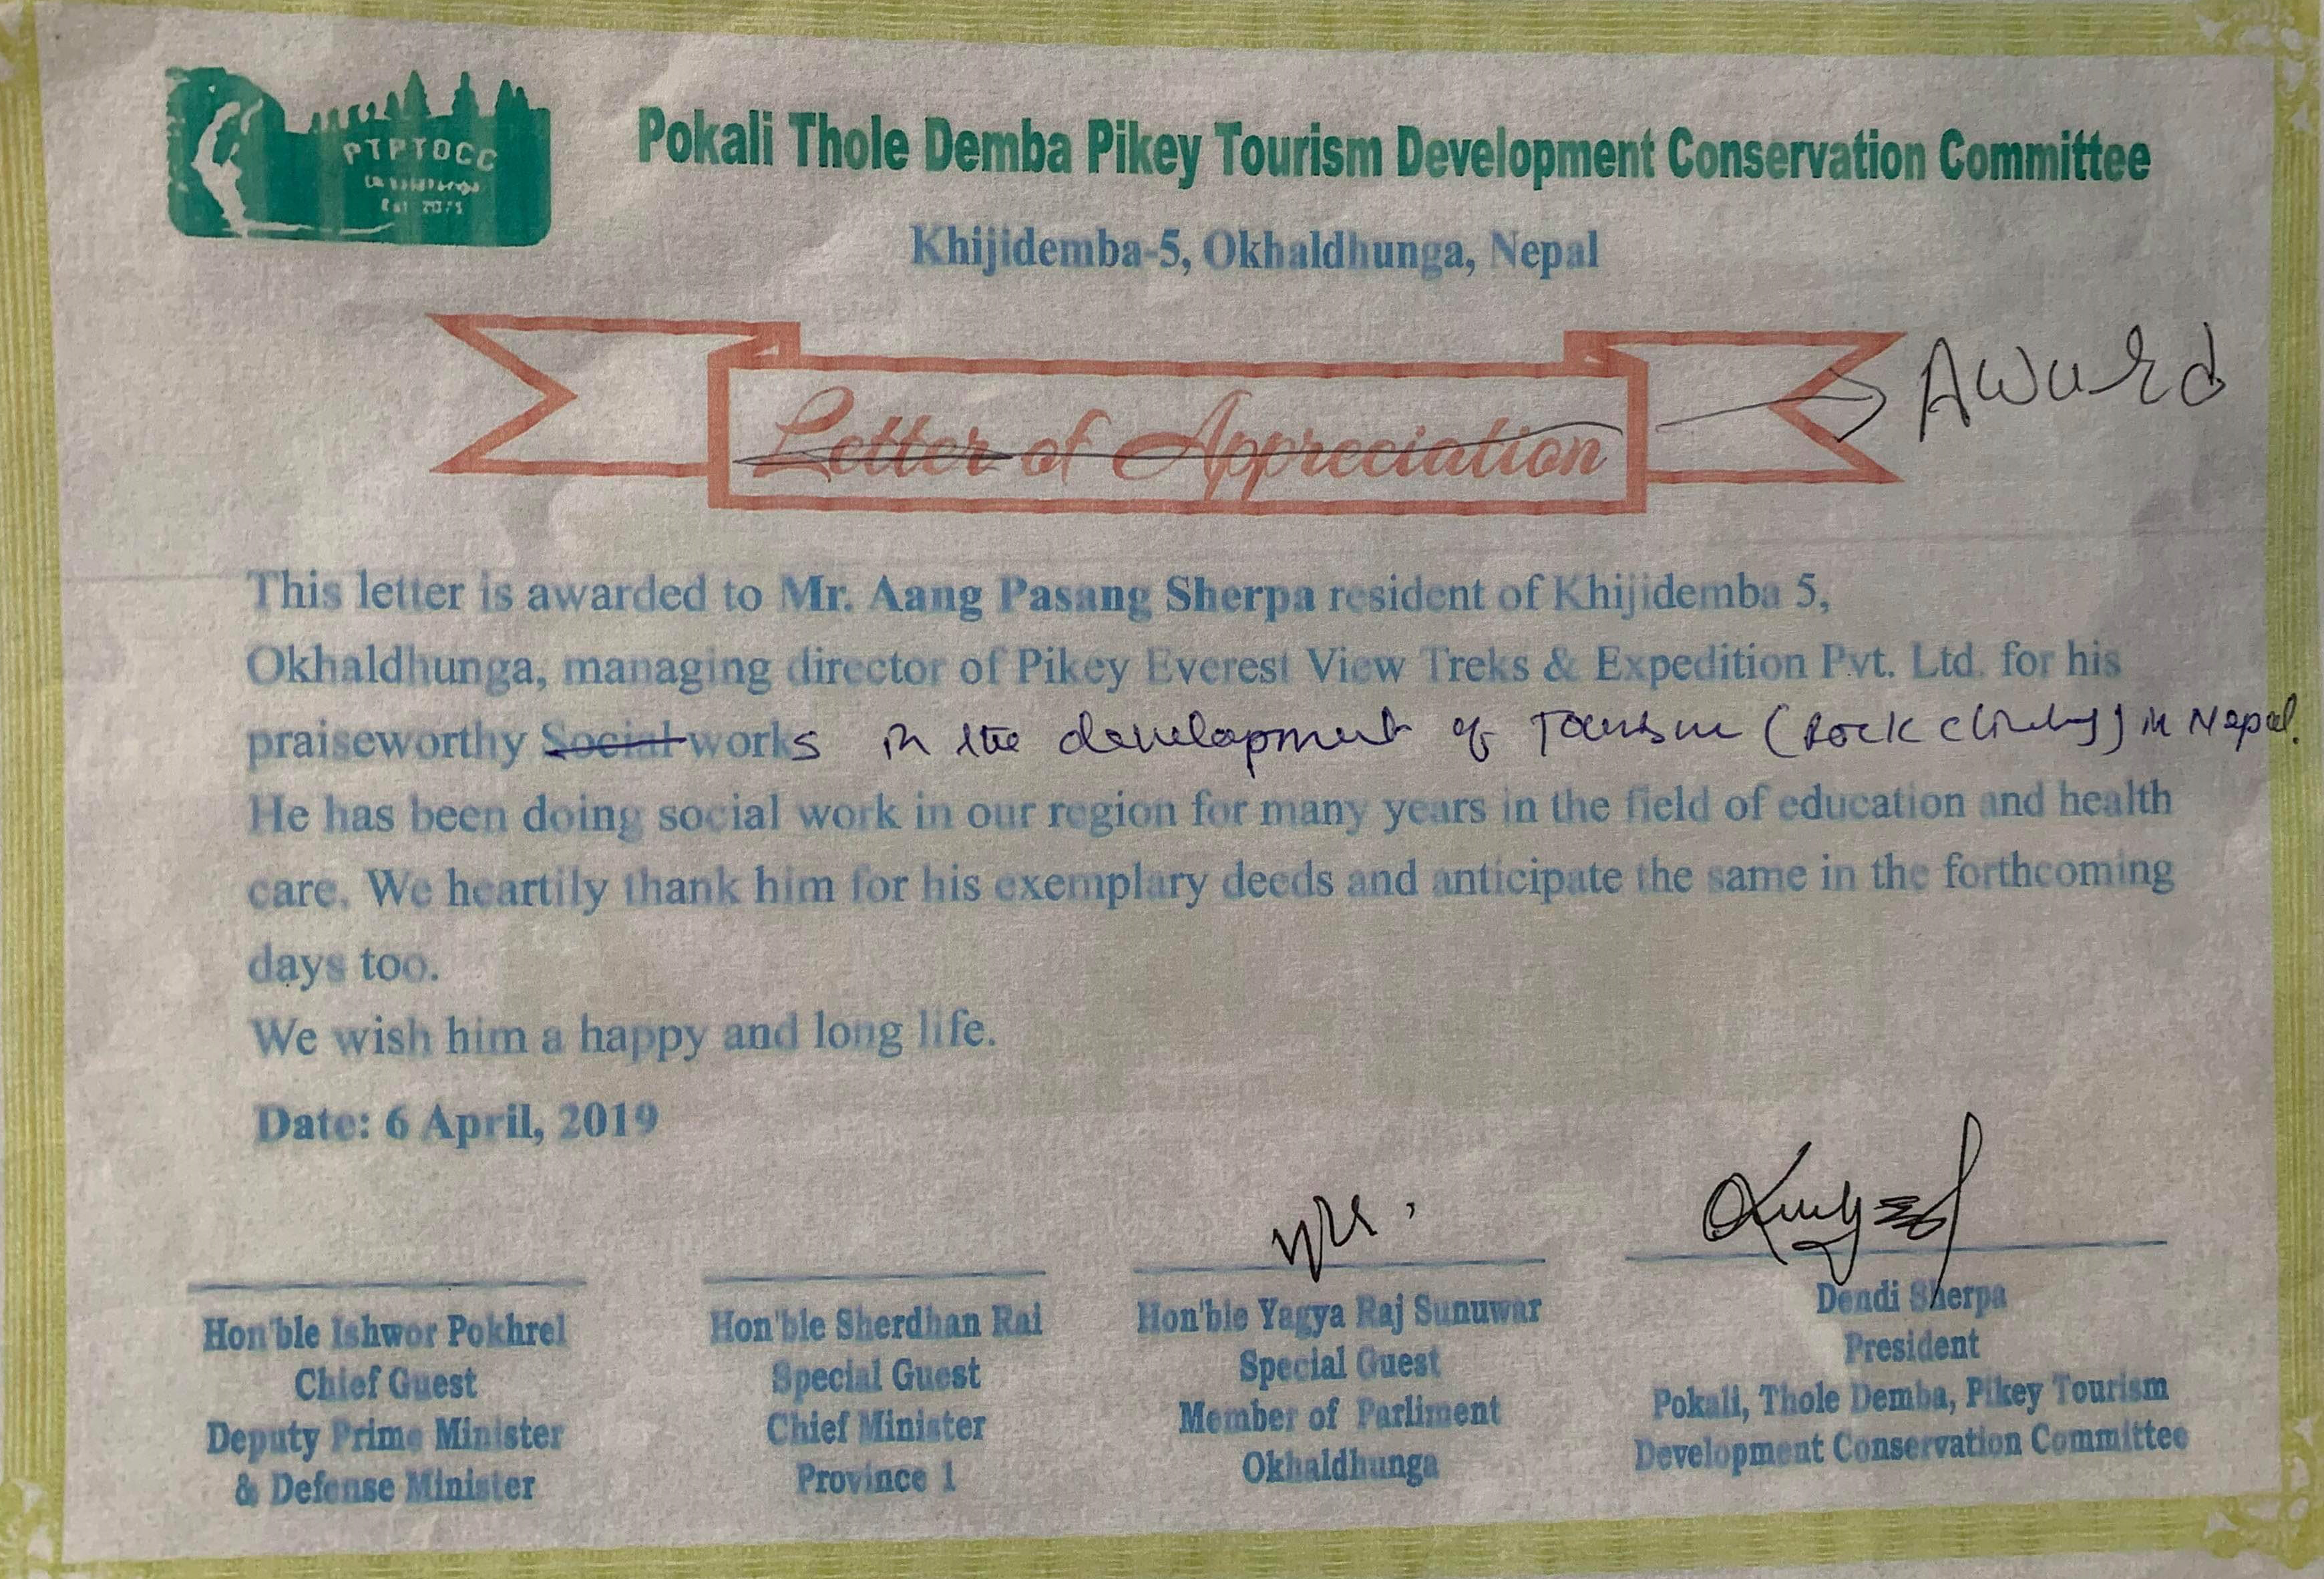 PTPTDCC
Pokali Thole Demba Pikey Tourism Development Conservation Committee
Khijidemba-5, Okhaldhunga, Nepal
Letter of Appreciation Award
This letter is awarded to Mr. Aang Pasang Sherpa resident of Khijidemba 5,
Okhaldhunga, managing director of Pikey Everest View Treks & Expedition Pvt. Ltd. for his
praiseworthy Social works in the development of Tourism (Rock climbing) in Nepal.
He has been doing social work in our region for many years in the field of education and health
care. We heartily thank him for his exemplary deeds and anticipate the same in the forthcoming
days too.
We wish him a happy and long life.
Date: 6 April, 2019
Hon'ble Ishwor Pokhrel
Chief Guest
Deputy Prime Minister
& Defense Minister
Hon'ble Sherdhan Rai
Special Guest
Chief Minister
Province 1
Hon'ble Yagya Raj Sunuwar
Special Guest
Member of Parliment
Okhaldhunga
Dendi Sherpa
President
Pokali, Thole Demba, Pikey Tourism
Development Conservation Committee